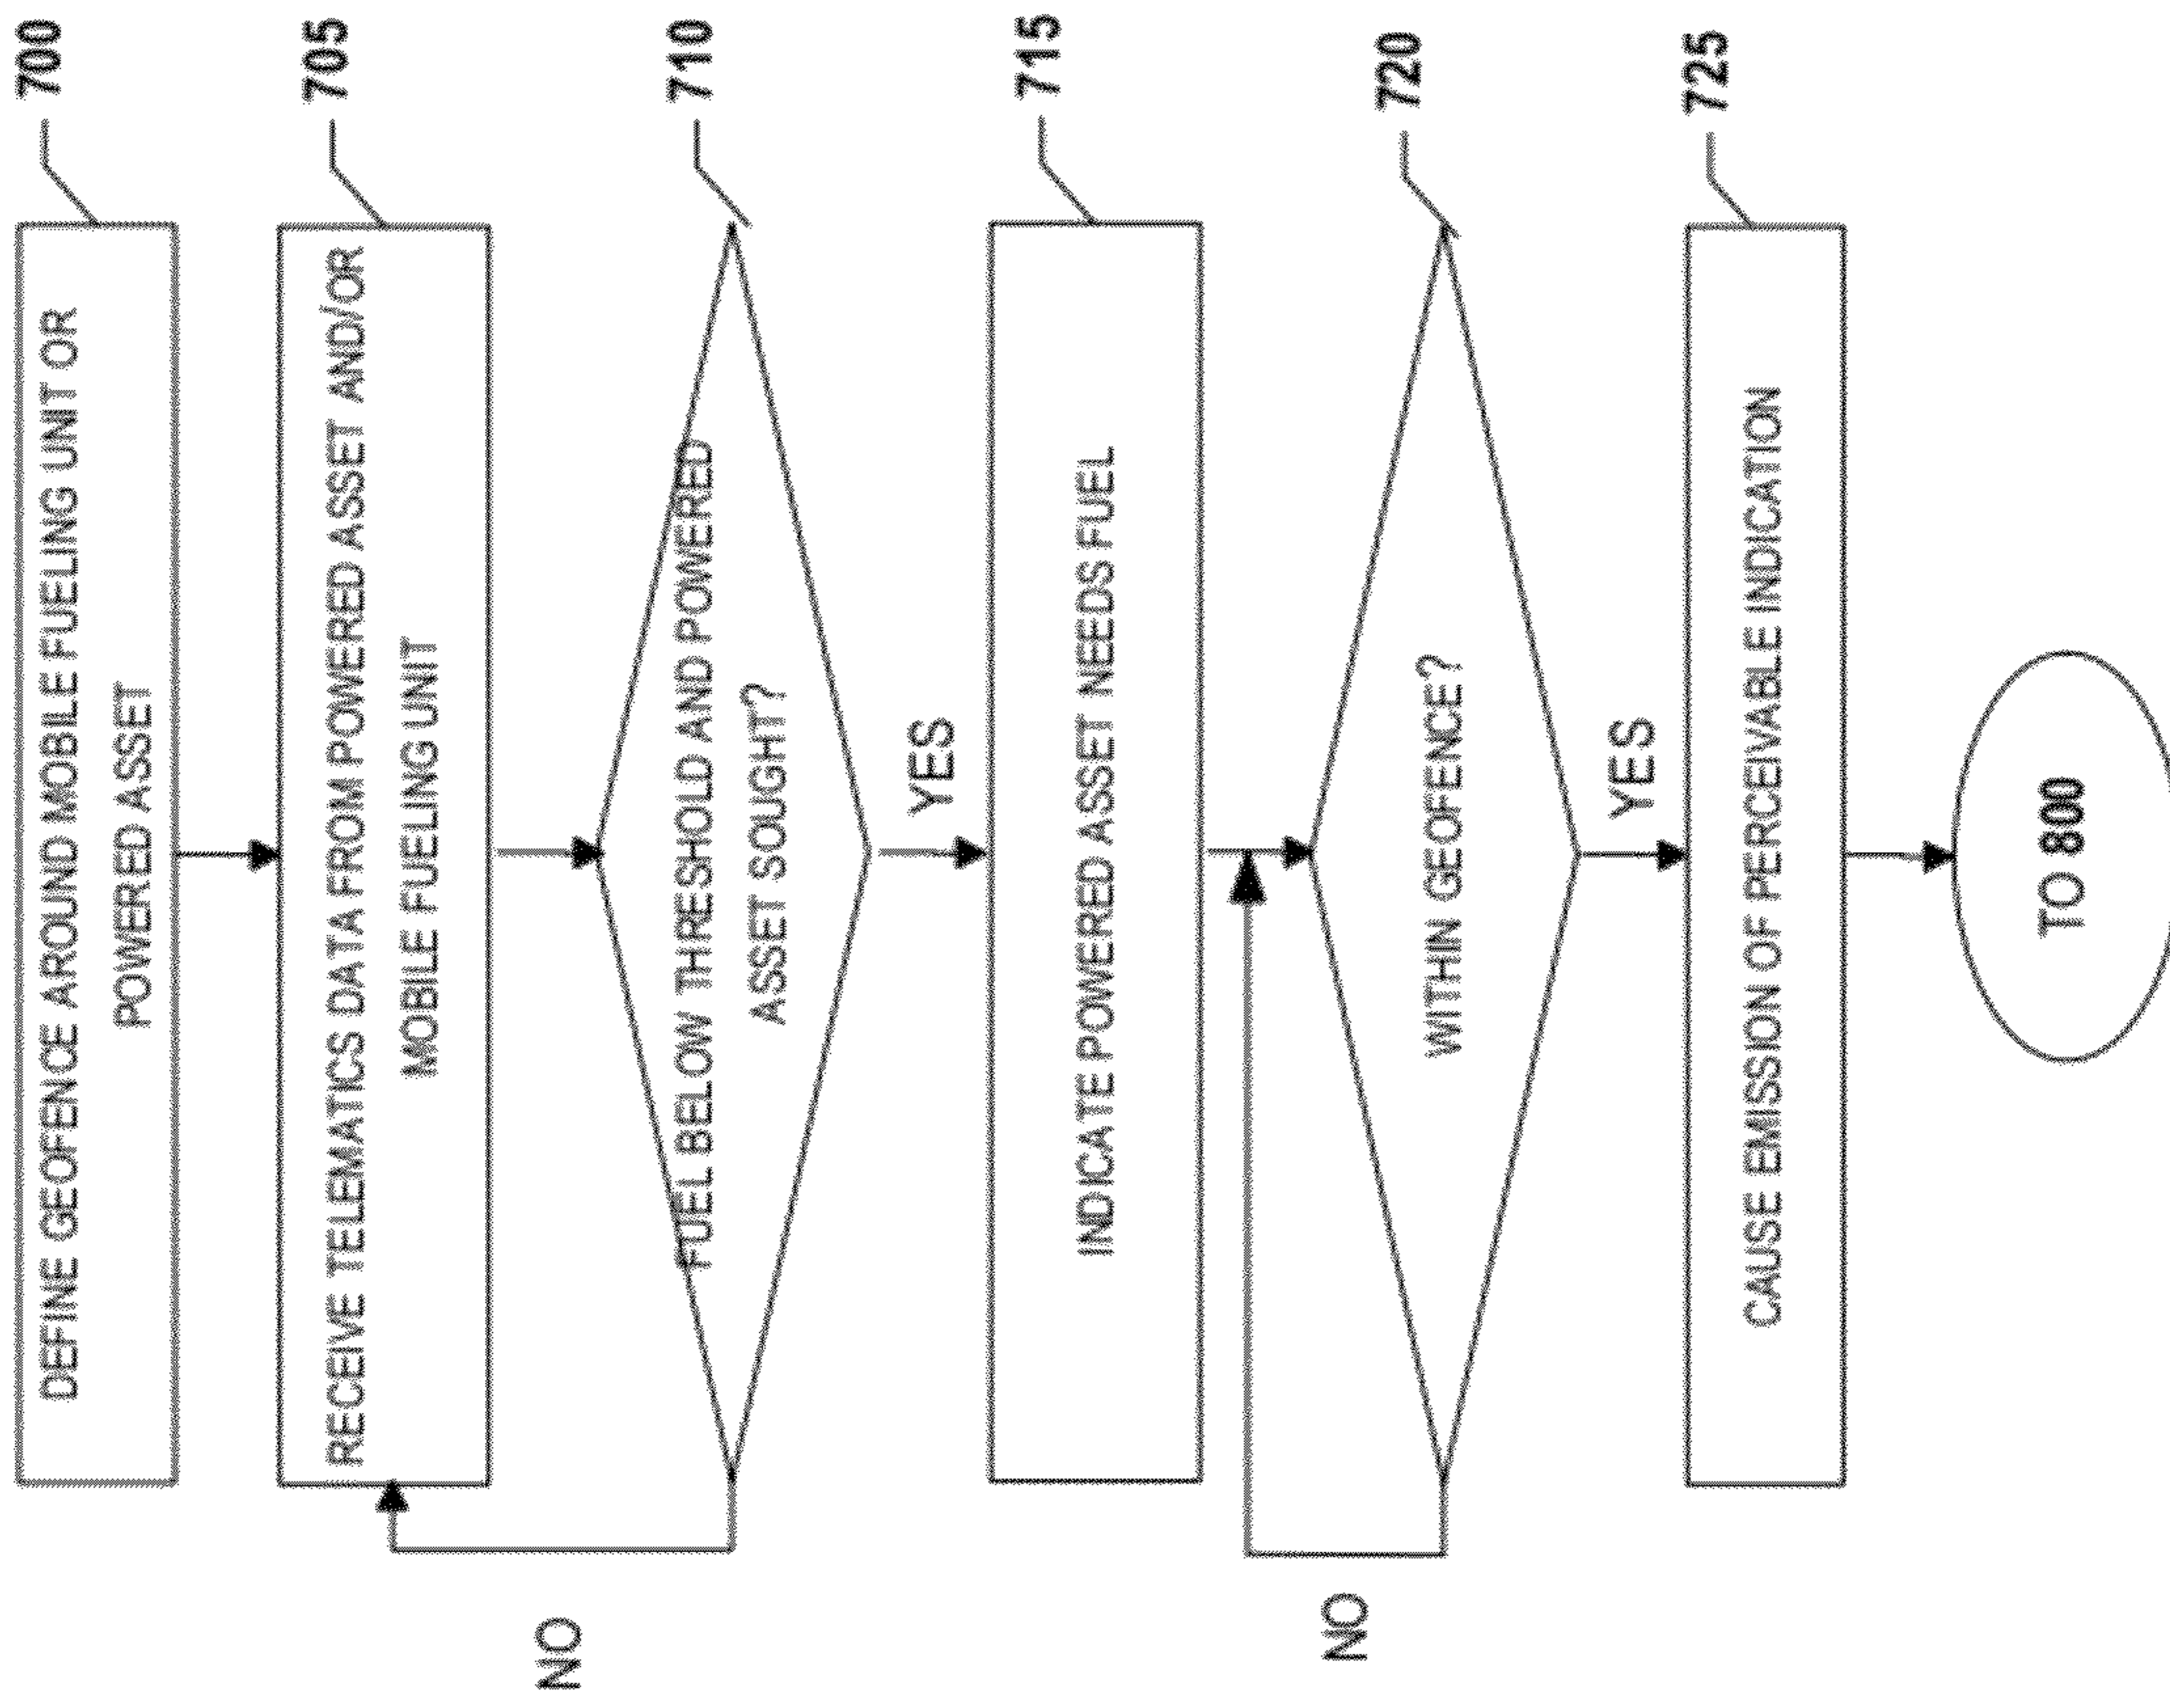 DEFINE GEOFENCE AROUND MOBILE FUELING UNIT OR
POWERED ASSET
700
RECEIVE TELEMATICS DATA FROM POWERED ASSET AND/OR
MOBILE FUELING UNIT
705
NO
FUEL BELOW THRESHOLD AND POWERED
ASSET SOUGHT?
710
YES
INDICATE POWERED ASSET NEEDS FUEL
715
NO
WITHIN GEOFENCE?
720
YES
CAUSE EMISSION OF PERCEIVABLE INDICATION
725
TO 800